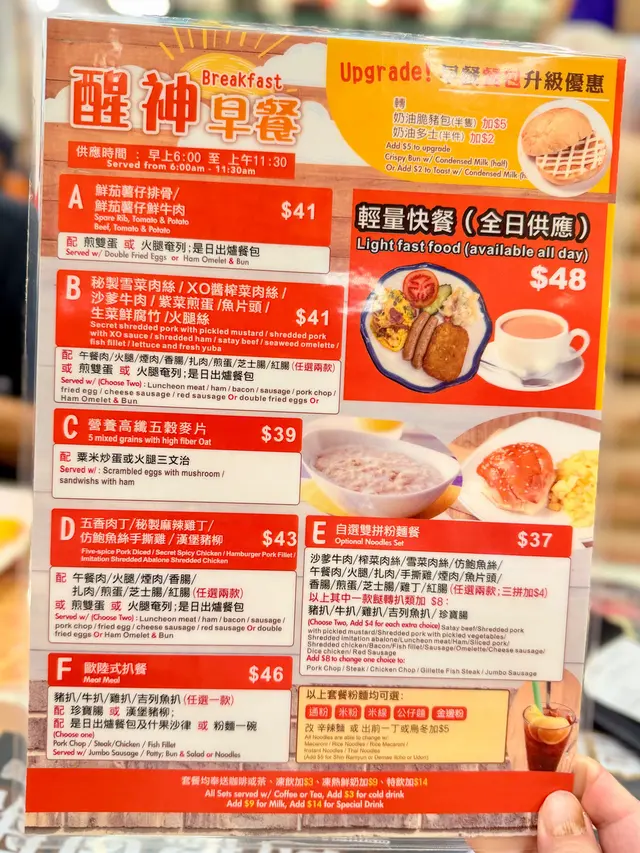 醒神早餐
Breakfast
供應時間 : 早上6:00 至 上午11:30
Served from 6:00am - 11:30am
Upgrade! 早餐餐包升級優惠
轉
奶油脆豬包(半隻) 加$5
奶油多士(半件) 加$2
Add $5 to upgrade
Crispy Bun w/ Condensed Milk (half)
Or Add $2 to Toast w/ Condensed Milk
A
鮮茄薯仔排骨/
鮮茄薯仔鮮牛肉
$41
Spare Rib, Tomato & Potato
Beef, Tomato & Potato
配 煎雙蛋 或 火腿奄列;是日出爐餐包
Served w/ Double Fried Eggs or Ham Omelet & Bun
B
秘製雪菜肉絲/XO醬榨菜肉絲/
沙爹牛肉/紫菜煎蛋/魚片頭/
生菜鮮腐竹/火腿絲
$41
Secret shredded pork with pickled mustard / shredded pork
with XO sauce / shredded ham / satay beef / seaweed omelette /
fish fillet / lettuce and fresh yuba
配 午餐肉/火腿/煙肉/香腸/扎肉/煎蛋/芝士腸/紅腸 (任選兩款)
或 煎雙蛋 或 火腿奄列;是日出爐餐包
Served w/ (Choose Two) : Luncheon meat / ham / bacon / sausage / pork chop /
fried egg / cheese sausage / red sausage Or double fried eggs Or
Ham Omelet & Bun
輕量快餐 (全日供應)
Light fast food (available all day)
$48
C
營養高纖五穀麥片
5 mixed grains with high fiber Oat
$39
配 粟米炒蛋或火腿三文治
Served w/ : Scrambled eggs with mushroom /
sandwishs with ham
D
五香肉丁/秘製麻辣雞丁/
仿鮑魚絲手撕雞/漢堡豬柳
$43
Five-spice Pork Diced / Secret Spicy Chicken / Hamburger Pork Fillet /
Imitation Shredded Abalone Shredded Chicken
配 午餐肉/火腿/煙肉/香腸/
扎肉/煎蛋/芝士腸/紅腸 (任選兩款)
或 煎雙蛋 或 火腿奄列;是日出爐餐包
Served w/ (Choose Two) : Luncheon meat / ham / bacon / sausage /
pork chop / fried egg / cheese sausage / red sausage Or double
fried eggs Or Ham Omelet & Bun
E
自選雙拼粉麵餐
Optional Noodles Set
$37
沙爹牛肉/榨菜肉絲/雪菜肉絲/仿鮑魚絲/
午餐肉/火腿/扎肉/手撕雞/煙肉/魚片頭/
香腸/煎蛋/芝士腸/雞丁/紅腸 (任選兩款;三拼加$4)
以上其中一款餸轉扒類加 $8 :
豬扒/牛扒/雞扒/吉列魚扒/珍寶腸
(Choose Two, Add $4 for each extra choice) Satay beef/Shredded pork
with pickled mustard/Shredded pork with pickled vegetables/
Shredded imitation abalone/Luncheon meat/Ham/Sliced pork/
Shredded chicken/Bacon/Fish fillet/Sausage/Omelette/Cheese sausage/
Dice chicken/Red Sausage
Add $8 to change one choice to:
Pork Chop / Steak / Chicken Chop / Gillette Fish Steak / Jumbo Sausage
F
歐陸式扒餐
Meat Meal
$46
豬扒/牛扒/雞扒/吉列魚扒 (任選一款)
配 珍寶腸 或 漢堡豬柳;
配 是日出爐餐包及什果沙律 或 粉麵一碗
(Choose one)
Pork Chop / Steak/Chicken / Fish Fillet
Served w/ Jumbo Sausage / Patty; Bun & Salad or Noodles
以上套餐粉麵均可選:
通粉 米粉 米線 公仔麵 金邊粉
改 辛辣麵 或 出前一丁或烏冬加$5
All Noodles are able to change w/
Macaroni / Rice Noodles / Rice Macaroni /
Instant Noodles / Thai Noodles
(Add $5 for Shin Ramyun or Demae Itcho or Udon)
套餐均奉送咖啡或茶、凍飲加$3、凍熱鮮奶加$9、特飲加$14
All Sets served w/ Coffee or Tea, Add $3 for cold drink
Add $9 for Milk, Add $14 for Special Drink